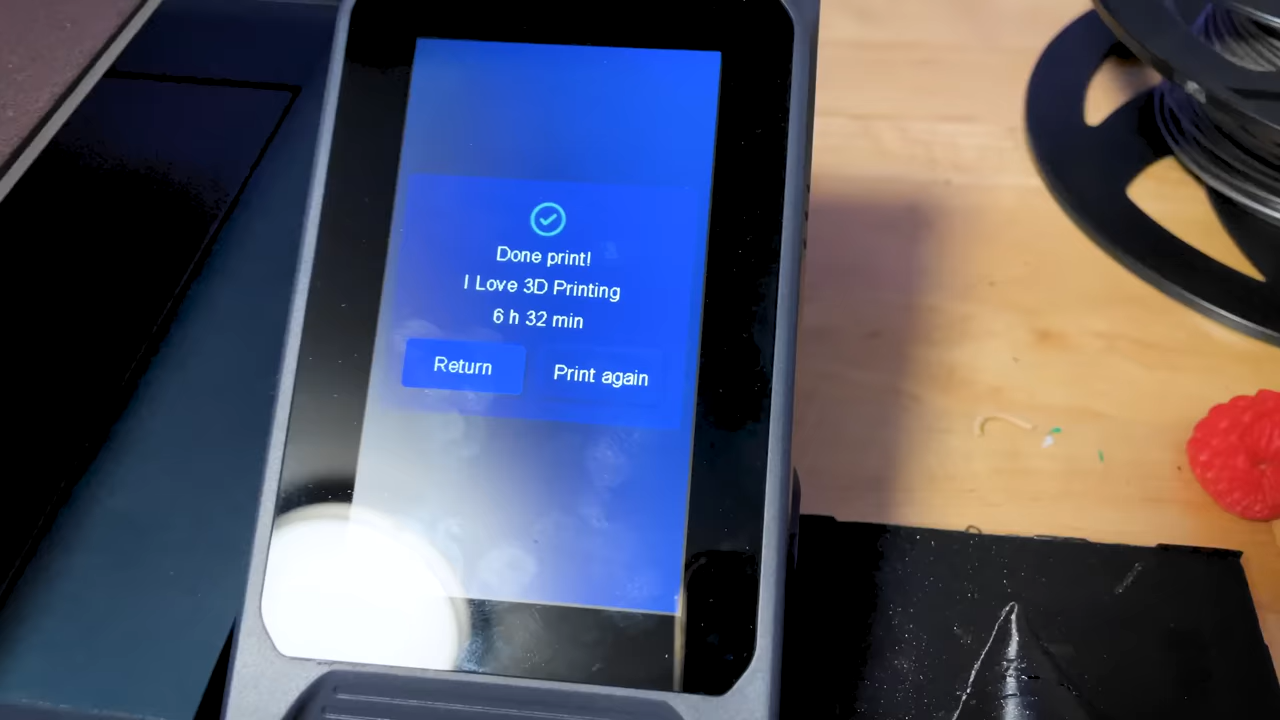 Done print!
I Love 3D Printing
6 h 32 min
Return
Print again